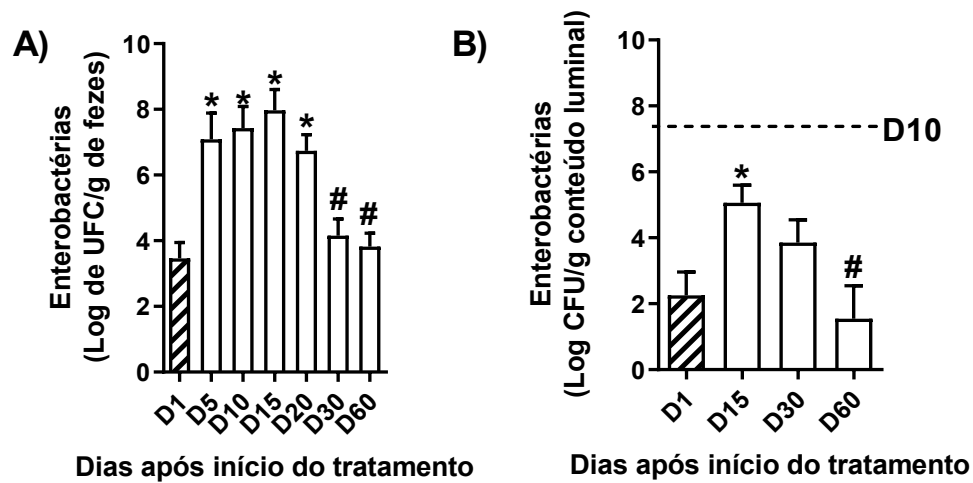 A)
Enterobactérias
(Log de UFC/g de fezes)
10
8
6
4
2
0
* * * * # #
D1 D5 D10 D15 D20 D30 D60
Dias após início do tratamento
B)
Enterobactérias
(Log CFU/g conteúdo luminal)
10
8
6
4
2
0
D10
* #
D1 D15 D30 D60
Dias após início do tratamento